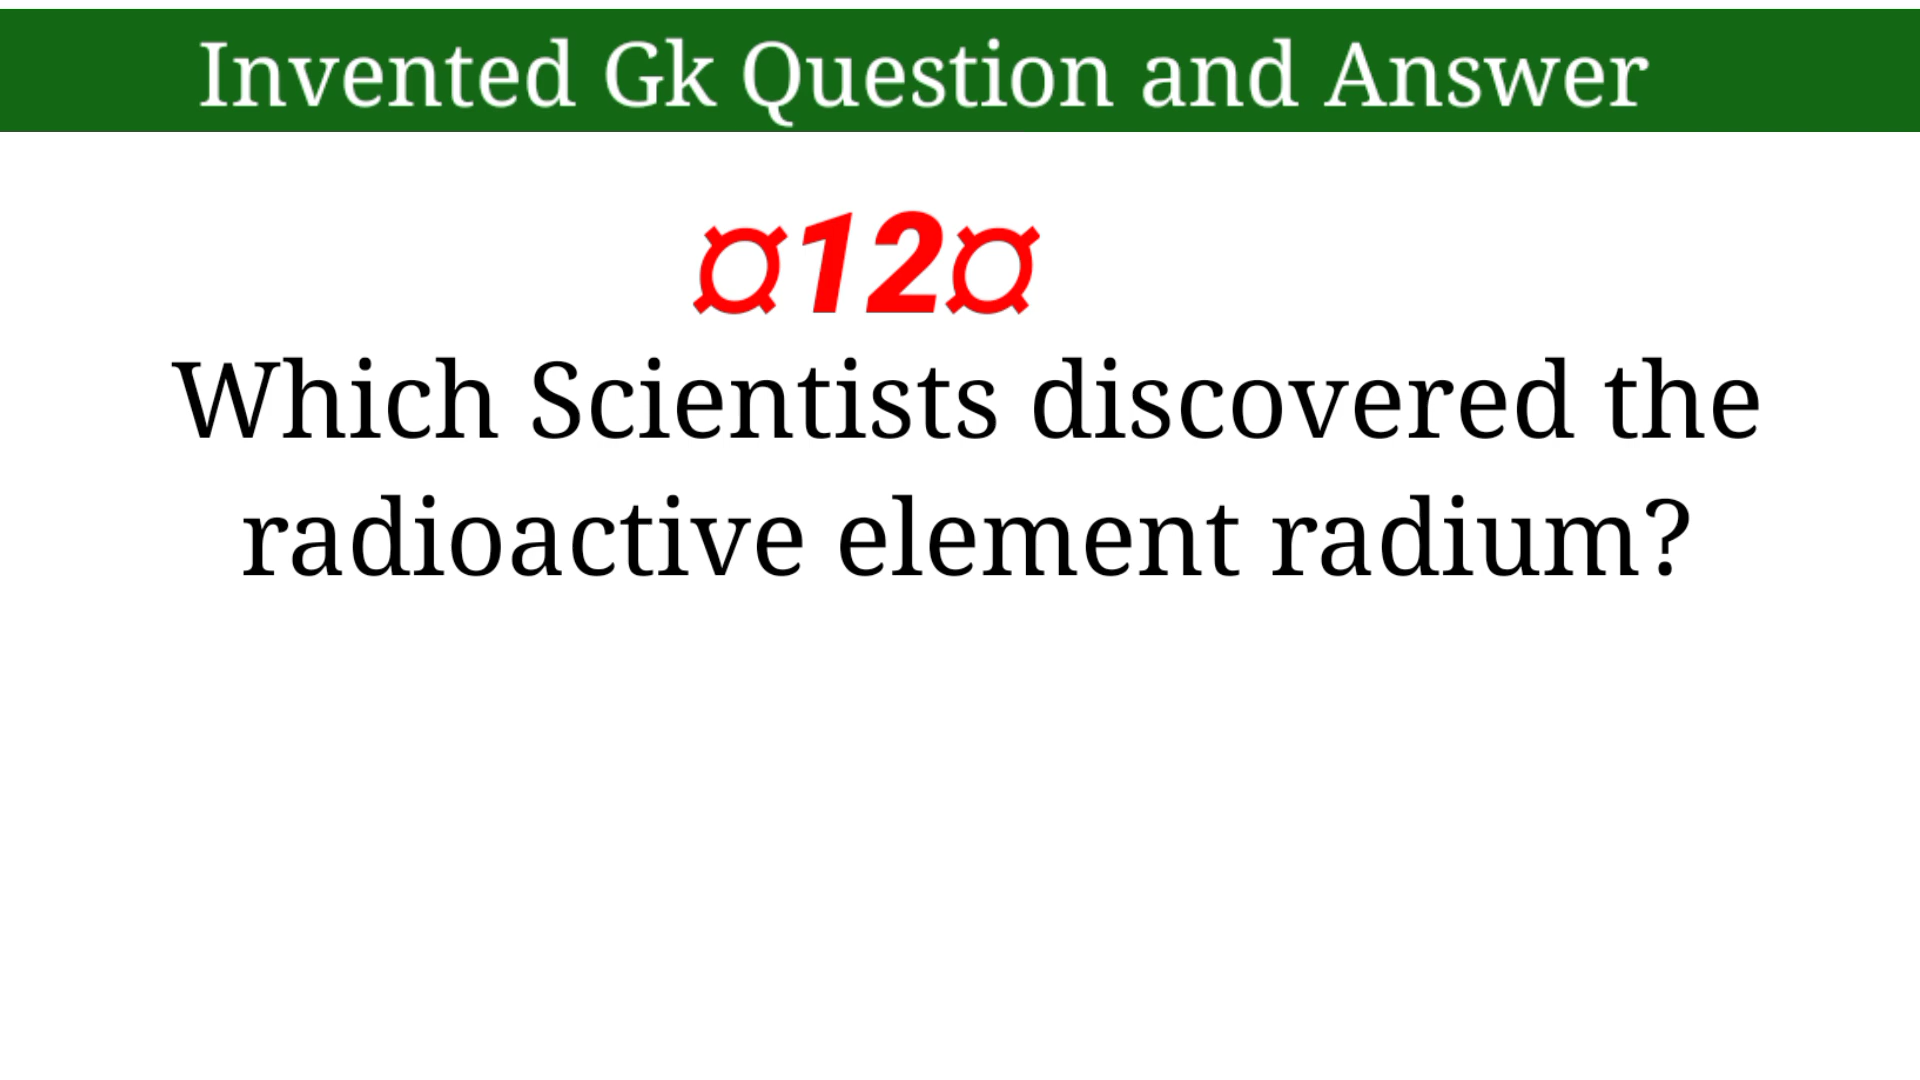 Invented Gk Question and Answer
¤12¤
Which Scientists discovered the
radioactive element radium?